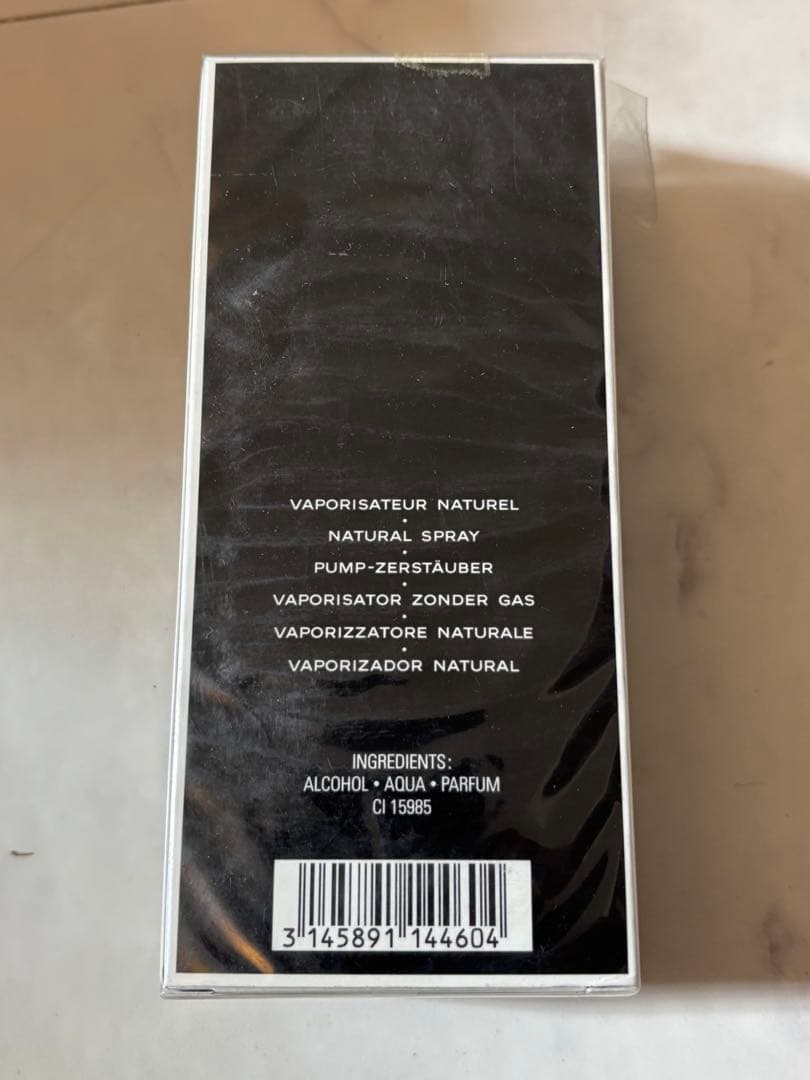 VAPORISATEUR NATUREL
•
NATURAL SPRAY
•
PUMP-ZERSTÄUBER
•
VAPORISATOR ZONDER GAS
•
VAPORIZZATORE NATURALE
•
VAPORIZADOR NATURAL
INGREDIENTS:
ALCOHOL • AQUA • PARFUM
CI 15985
3 145891 144604